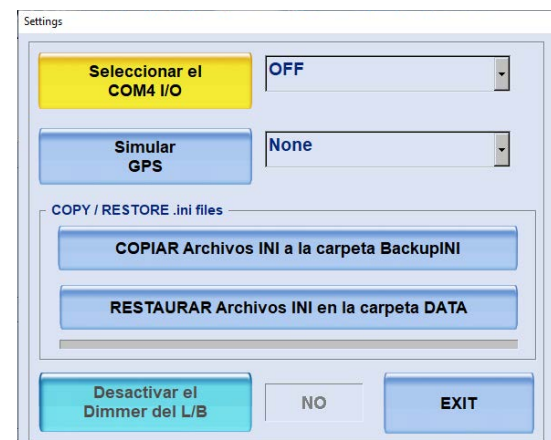 Settings
Seleccionar el
COM4 I/O
OFF
Simular
GPS
None
COPY / RESTORE .ini files
COPIAR Archivos INI a la carpeta BackupINI
RESTAURAR Archivos INI en la carpeta DATA
Desactivar el
Dimmer del L/B
NO
EXIT